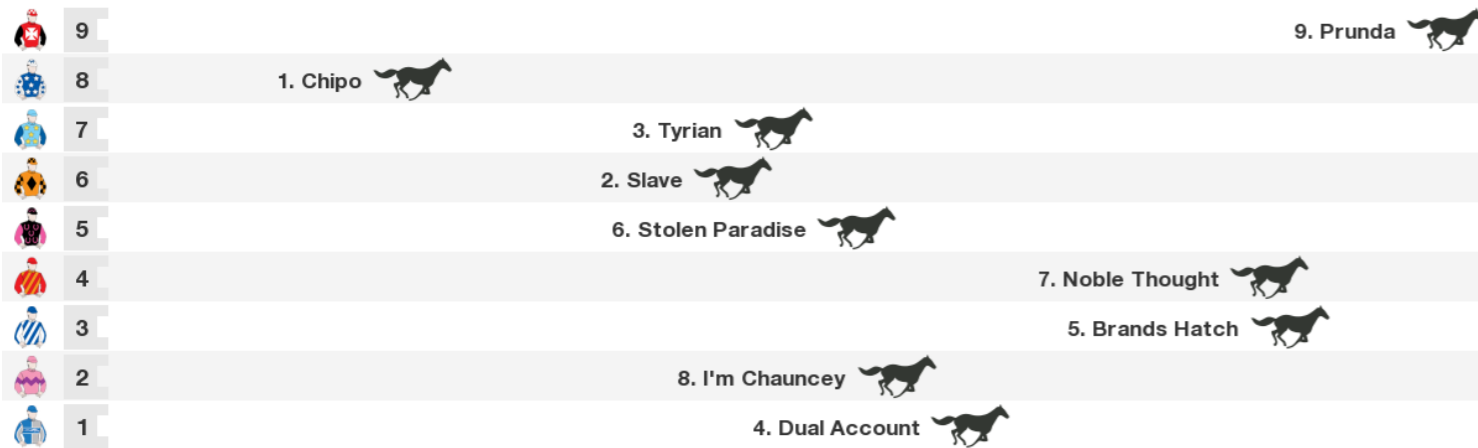 9 9. Prunda
8 1. Chipo
7 3. Tyrian
6 2. Slave
5 6. Stolen Paradise
4 7. Noble Thought
3 5. Brands Hatch
2 8. I'm Chauncey
1 4. Dual Account